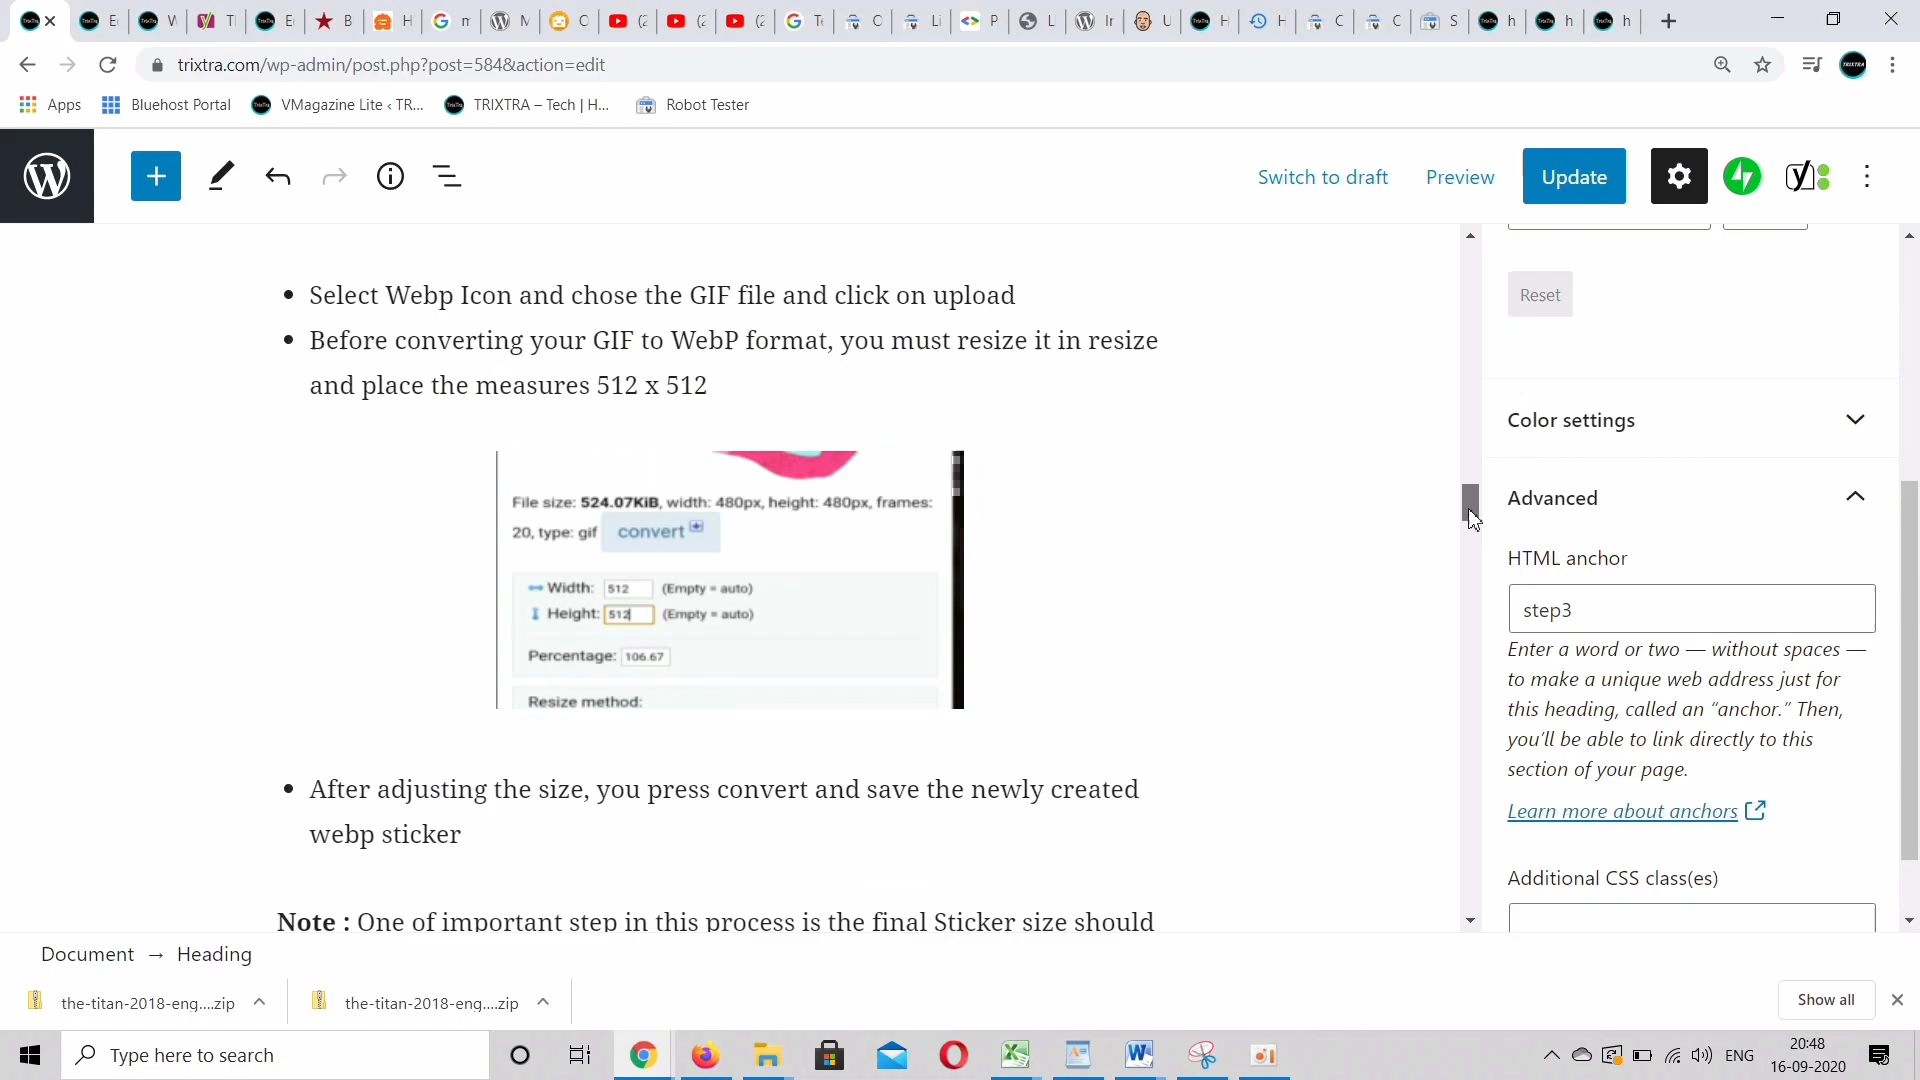 trixtra.com/wp-admin/post.php?post=584&action=edit
Apps
Bluehost Portal
VMagazine Lite ‹ TR...
TRIXTRA – Tech | H...
Robot Tester
Switch to draft
Preview
Update
Select Webp Icon and chose the GIF file and click on upload
Before converting your GIF to WebP format, you must resize it in resize
and place the measures 512 x 512
File size: 524.07KiB, width: 480px, height: 480px, frames:
20, type: gif convert
Width: 512 (Empty = auto)
Height: 512 (Empty = auto)
Percentage: 106.67
Resize method:
After adjusting the size, you press convert and save the newly created
webp sticker
Note : One of important step in this process is the final Sticker size should
Reset
Color settings
Advanced
HTML anchor
step3
Enter a word or two — without spaces —
to make a unique web address just for
this heading, called an “anchor.” Then,
you’ll be able to link directly to this
section of your page.
Learn more about anchors
Additional CSS class(es)
Document → Heading
the-titan-2018-eng....zip
the-titan-2018-eng....zip
Show all
Type here to search
ENG
20:48
16-09-2020